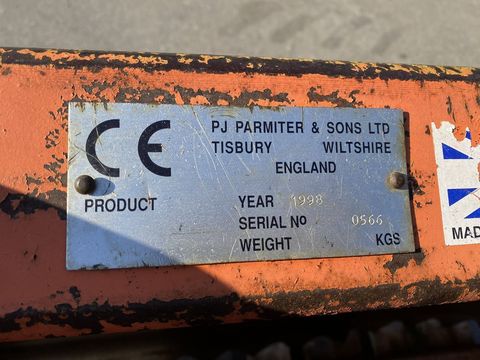 CE
PJ PARMITER & SONS LTD
TISBURY WILTSHIRE
ENGLAND
PRODUCT
YEAR 1998
SERIAL No 0566
WEIGHT KGS
MAD